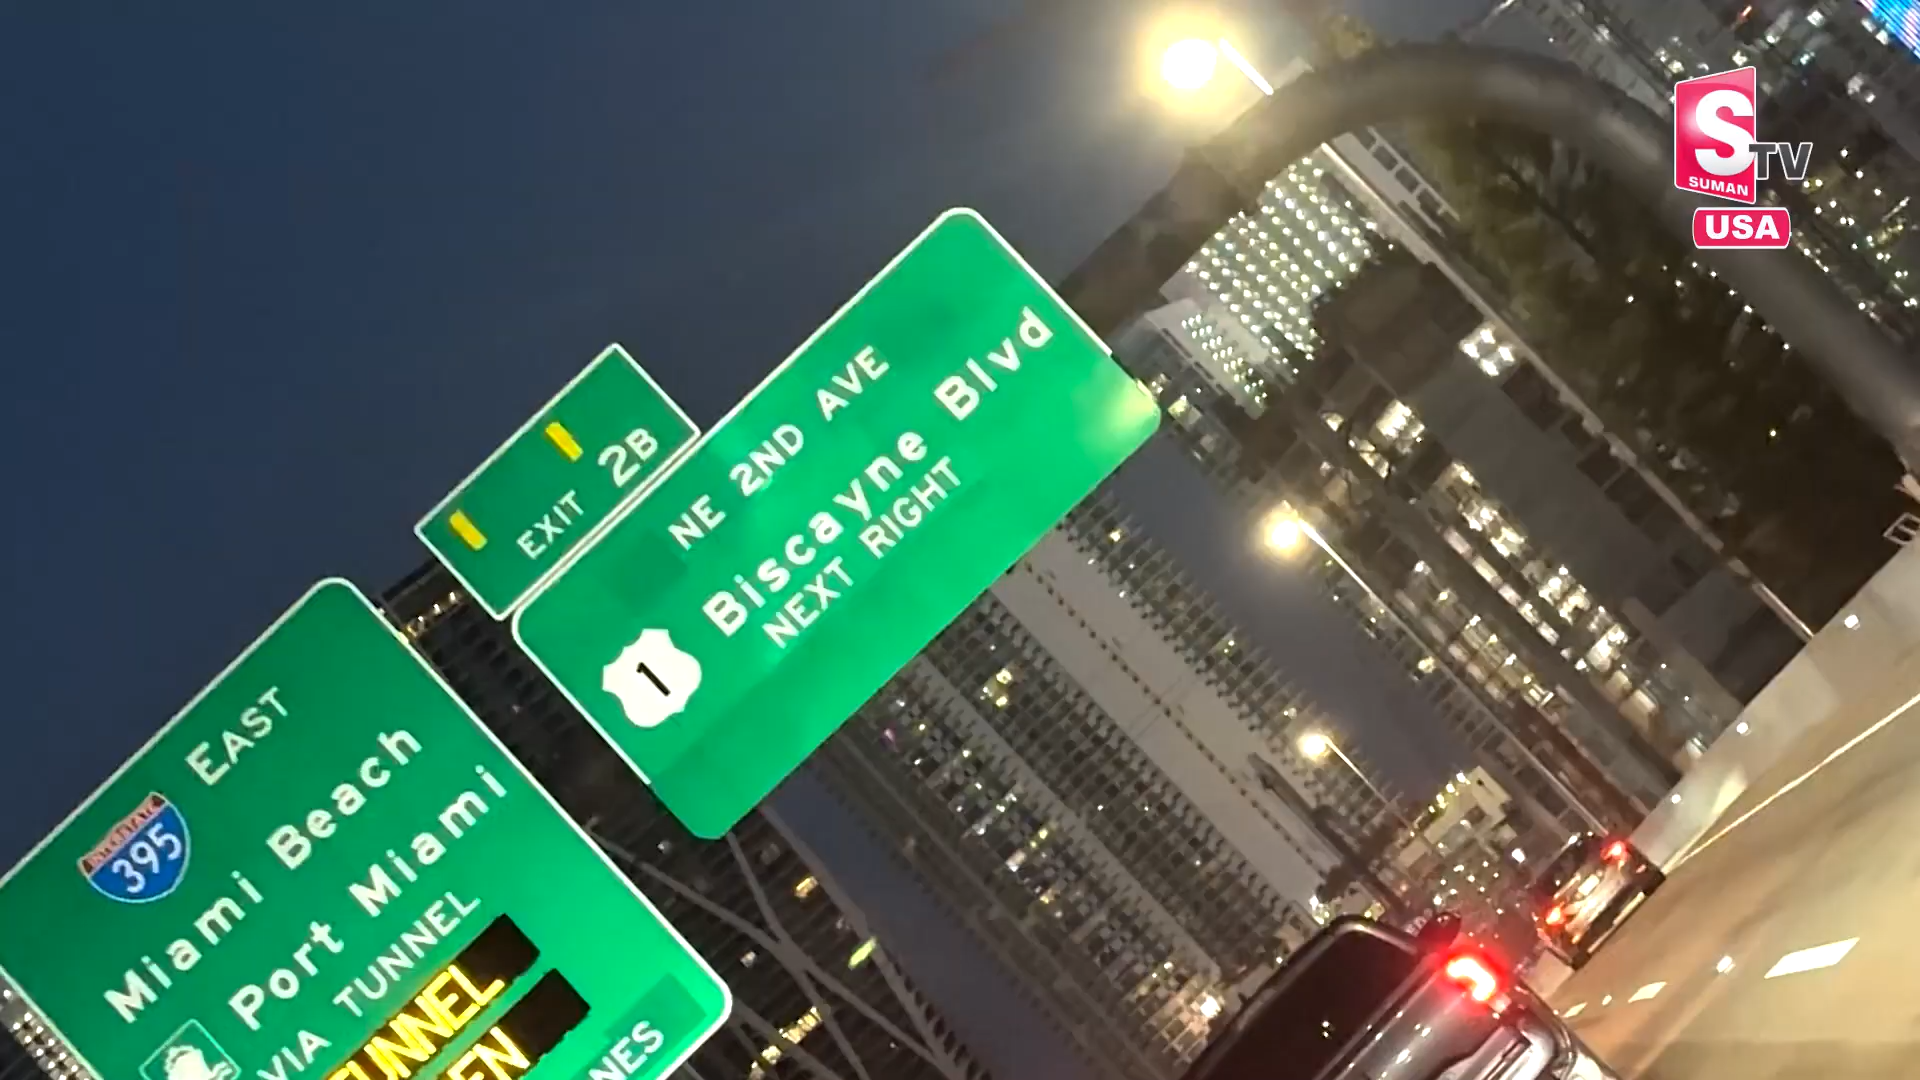 EXIT 2B
NE 2ND AVE
Biscayne Blvd
NEXT RIGHT
1
EAST
INTERSTATE
395
Miami Beach
Port Miami
VIA TUNNEL
TUNNEL
S
TV
SUMAN
USA